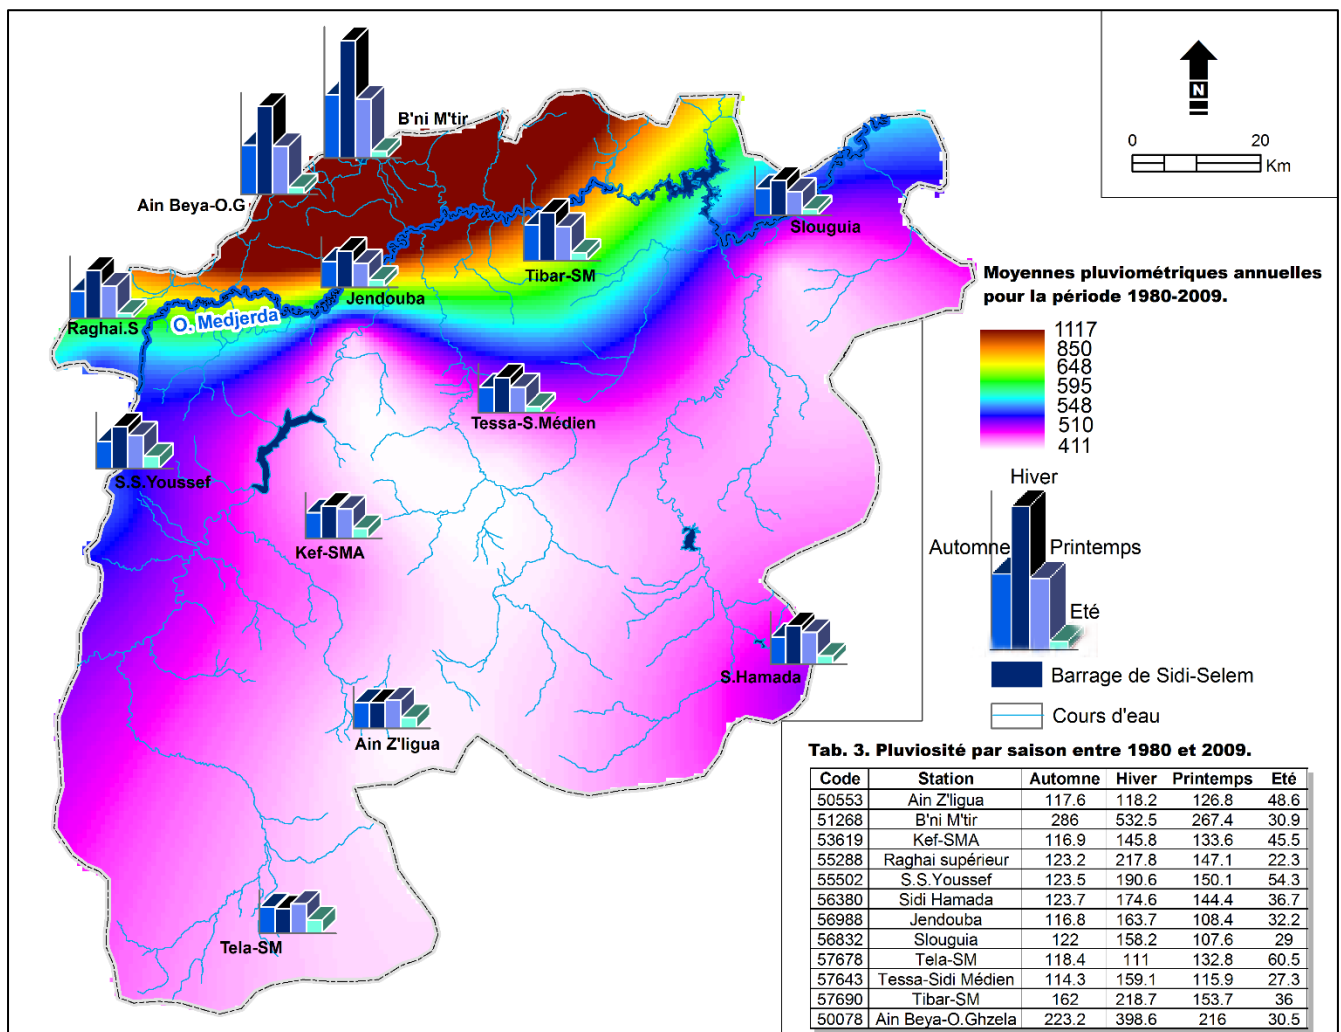 B'ni M'tir
N
0 20
Km
Ain Beya-O.G
Slouguia
Tibar-SM
Jendouba
Raghai.S
O. Medjerda
Moyennes pluviométriques annuelles
pour la période 1980-2009.
1117
850
648
595
548
510
411
Tessa-S.Médien
S.S.Youssef
Hiver
Automne
Printemps
Eté
Kef-SMA
S.Hamada
Barrage de Sidi-Selem
Cours d'eau
Ain Z'ligua
Tela-SM
Tab. 3. Pluviosité par saison entre 1980 et 2009.
Code Station Automne Hiver Printemps Eté
50553 Ain Z'ligua 117.6 118.2 126.8 48.6
51268 B'ni M'tir 286 532.5 267.4 30.9
53619 Kef-SMA 116.9 145.8 133.6 45.5
55288 Raghai supérieur 123.2 217.8 147.1 22.3
55502 S.S.Youssef 123.5 190.6 150.1 54.3
56380 Sidi Hamada 123.7 174.6 144.4 36.7
56988 Jendouba 116.8 163.7 108.4 32.2
56832 Slouguia 122 158.2 107.6 29
57678 Tela-SM 118.4 111 132.8 60.5
57643 Tessa-Sidi Médien 114.3 159.1 115.9 27.3
57690 Tibar-SM 162 218.7 153.7 36
50078 Ain Beya-O.Ghzela 223.2 398.6 216 30.5